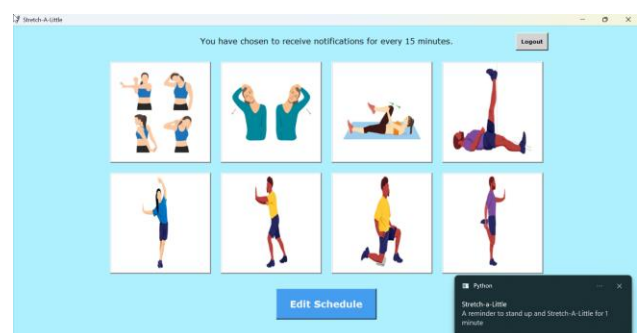 Stretch-A-Little
You have chosen to receive notifications for every 15 minutes.
Logout
Edit Schedule
Python
Stretch-a-Little
A reminder to stand up and Stretch-A-Little for 1
minute